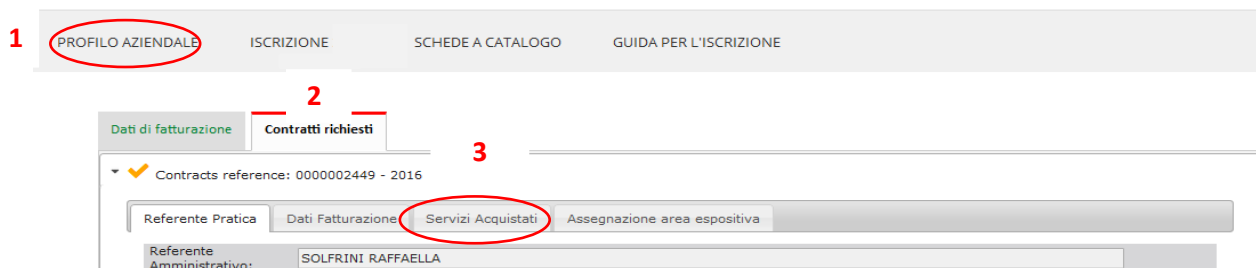 1 PROFILO AZIENDALE ISCRIZIONE SCHEDE A CATALOGO GUIDA PER L'ISCRIZIONE
2
Dati di fatturazione Contratti richiesti
3
Contracts reference: 0000002449 - 2016
Referente Pratica Dati Fatturazione Servizi Acquistati Assegnazione area espositiva
Referente
Amministrativo: SOLFRINI RAFFAELLA